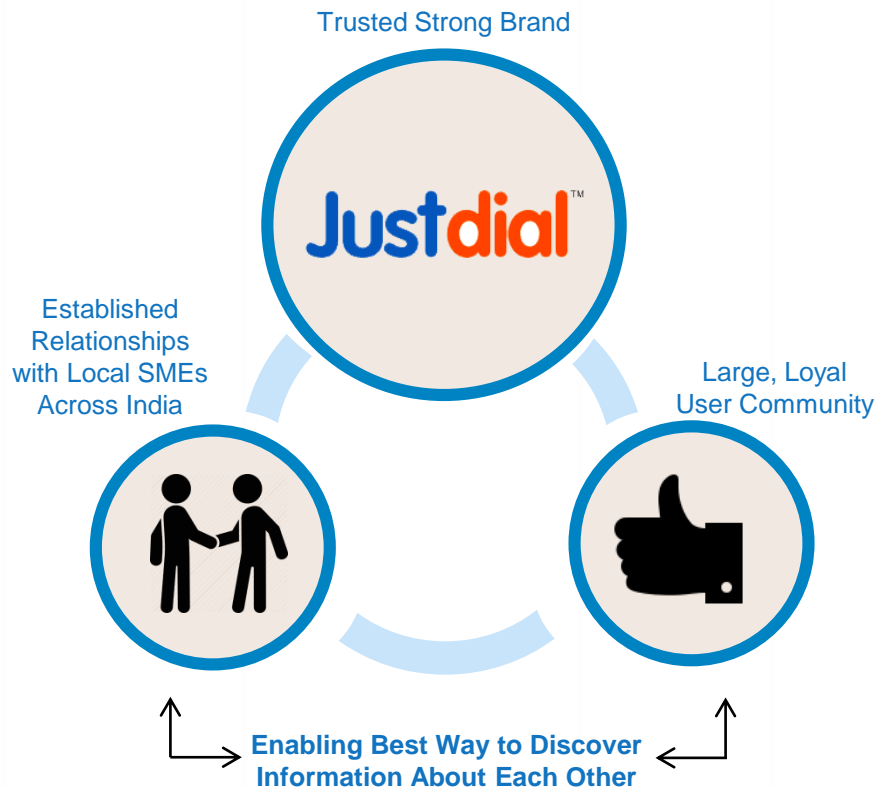 Trusted Strong Brand
Justdial™
Established
Relationships
with Local SMEs
Across India
Large, Loyal
User Community
Enabling Best Way to Discover
Information About Each Other